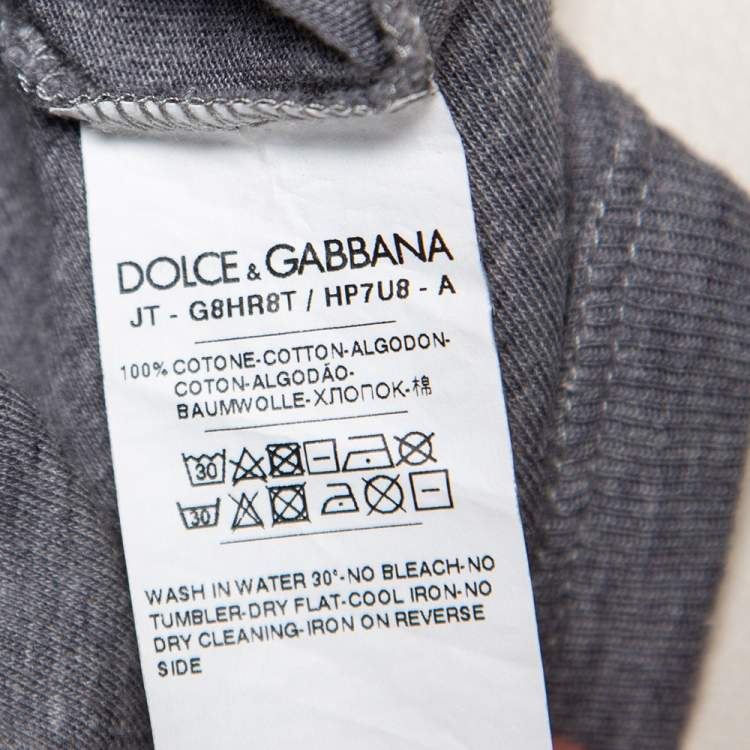 DOLCE & GABBANA
JT - G8HR8T / HP7U8 - A
100% COTONE-COTTON-ALGODON-
COTON-ALGODÃO-
BAUMWOLLE-ХЛОПОК-棉
30
30
WASH IN WATER 30°-NO BLEACH-NO
TUMBLER-DRY FLAT-COOL IRON-NO
DRY CLEANING-IRON ON REVERSE
SIDE